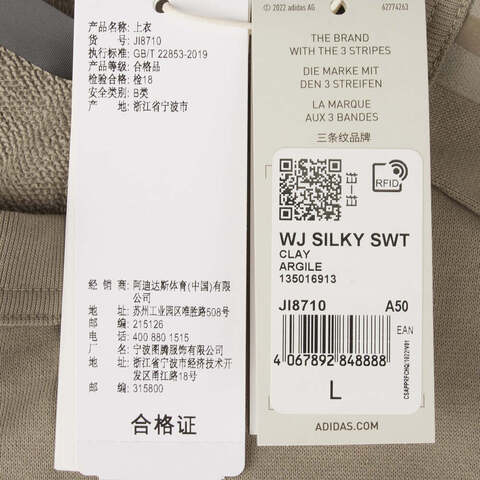 产品名称: 上衣
货 号: JI8710
执行标准: GB/T 22853-2019
产品等级: 合格品
检验合格: 检18
安全类别: B类
产 地: 浙江省宁波市
经 销 商: 阿迪达斯体育(中国)有限
公司
地 址: 苏州工业园区唯胜路508号
邮 编: 215126
电 话: 400 880 1515
厂 名: 宁波图腾服饰有限公司
地 址: 浙江省宁波市经济技术开
发区甬江路18号
邮 编: 315800
合格证
© 2022 adidas AG 62774263
THE BRAND
WITH THE 3 STRIPES
DIE MARKE MIT
DEN 3 STREIFEN
LA MARQUE
AUX 3 BANDES
三条纹品牌
扫一扫
RFID
WJ SILKY SWT
CLAY
ARGILE
135016913
JI8710 A50
EAN
4 067892 848888
L
ADIDAS.COM